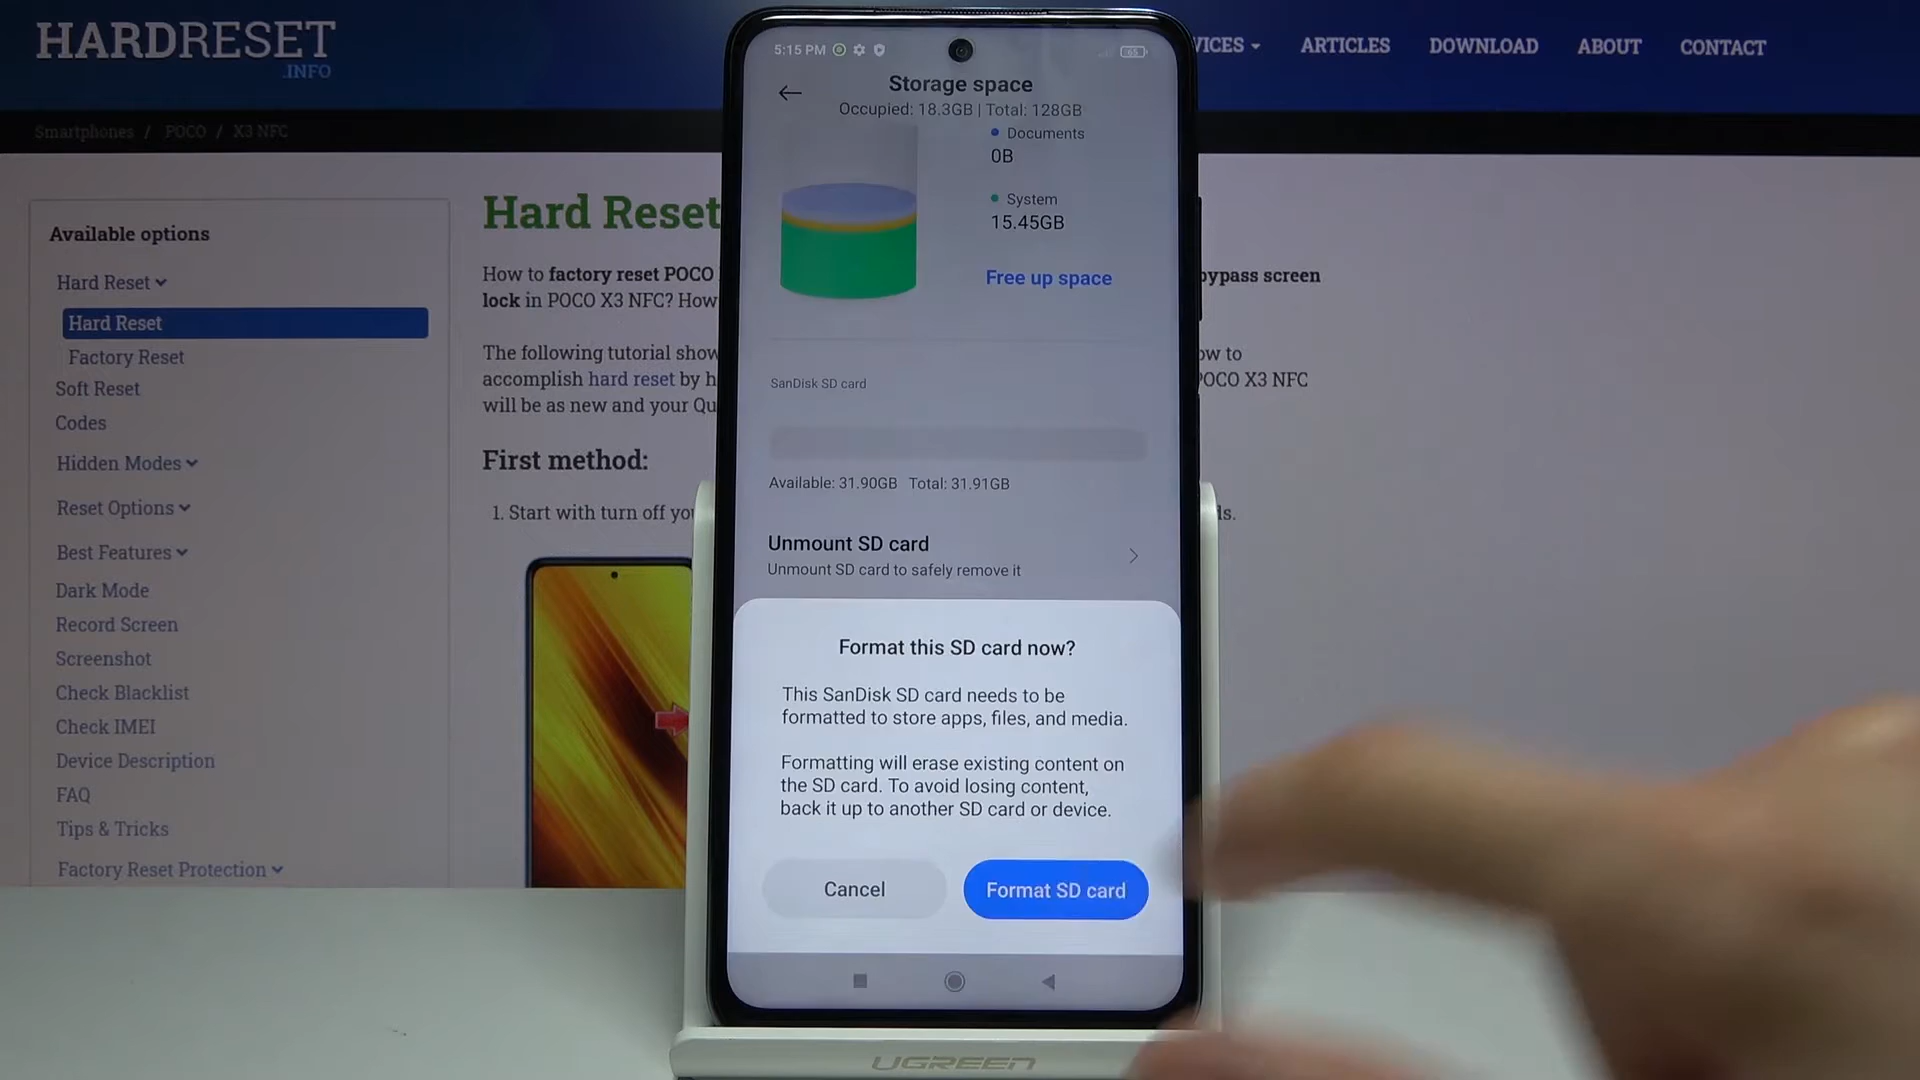 HARDRESET
.INFO
VICES
ARTICLES
DOWNLOAD
ABOUT
CONTACT
Smartphones / POCO / X3 NFC
Available options
Hard Reset
Hard Reset
Factory Reset
Soft Reset
Codes
Hidden Modes
Reset Options
Best Features
Dark Mode
Record Screen
Screenshot
Check Blacklist
Check IMEI
Device Description
FAQ
Tips & Tricks
Factory Reset Protection
Hard Reset
How to factory reset POCO
bypass screen
lock in POCO X3 NFC? How
The following tutorial show
ow to
accomplish hard reset by h
POCO X3 NFC
will be as new and your Qu
First method:
1. Start with turn off you
ds.
5:15 PM
65
Storage space
Occupied: 18.3GB | Total: 128GB
Documents
0B
System
15.45GB
Free up space
SanDisk SD card
Available: 31.90GB Total: 31.91GB
Unmount SD card
Unmount SD card to safely remove it
Format this SD card now?
This SanDisk SD card needs to be
formatted to store apps, files, and media.
Formatting will erase existing content on
the SD card. To avoid losing content,
back it up to another SD card or device.
Cancel
Format SD card
UGREEN